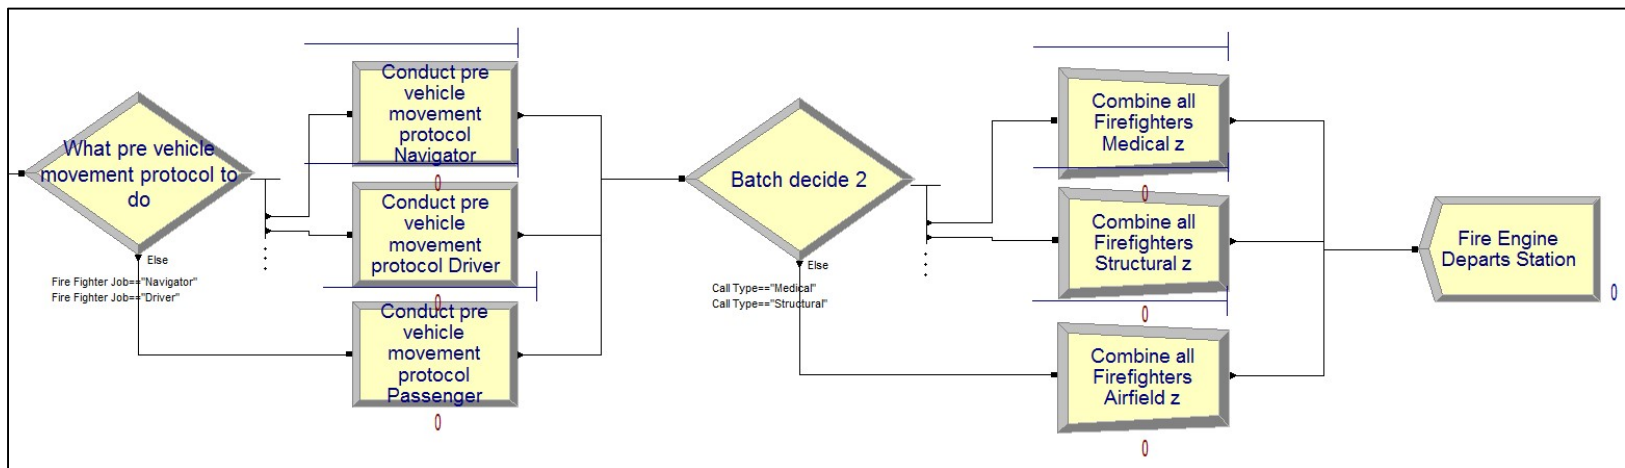 What pre vehicle
movement protocol to
do
Else
Fire Fighter Job=="Navigator"
Fire Fighter Job=="Driver"
Conduct pre
vehicle
movement
protocol
Navigator
0
Conduct pre
vehicle
movement
protocol Driver
0
Conduct pre
vehicle
movement
protocol
Passenger
0
Batch decide 2
Else
Call Type=="Medical"
Call Type=="Structural"
Combine all
Firefighters
Medical z
0
Combine all
Firefighters
Structural z
0
Combine all
Firefighters
Airfield z
0
Fire Engine
Departs Station
0